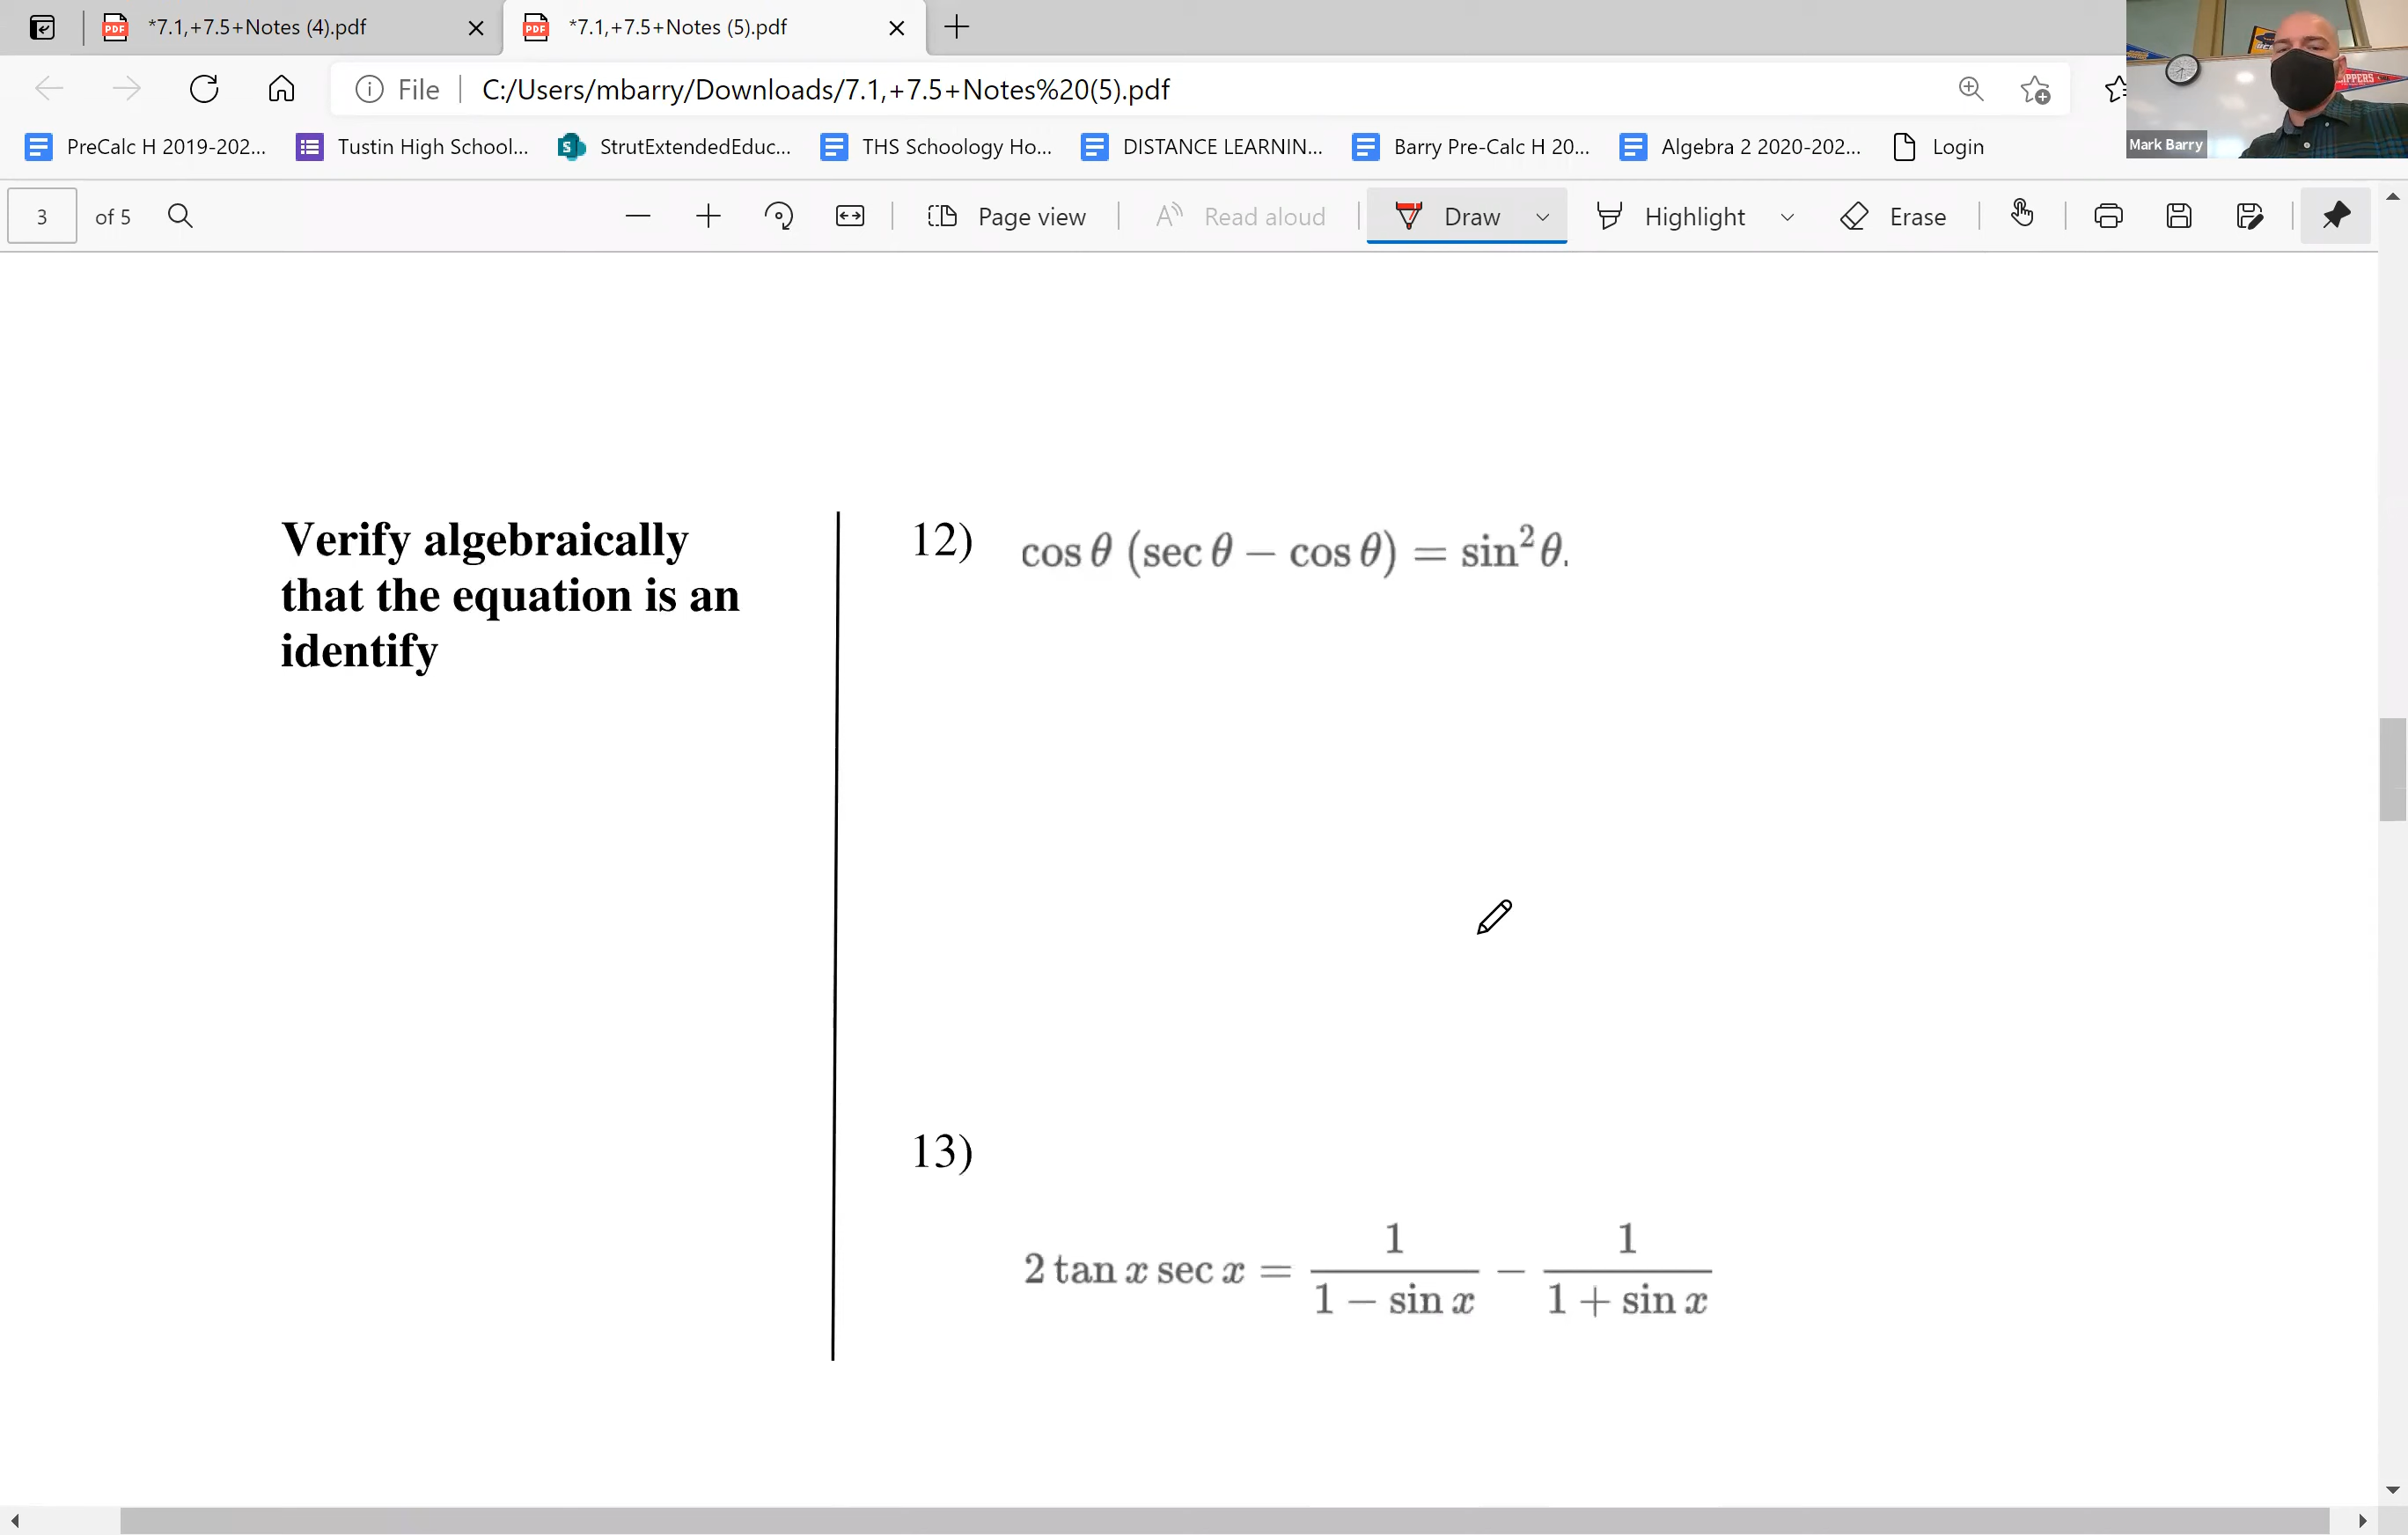 *7.1,+7.5+Notes (4).pdf
*7.1,+7.5+Notes (5).pdf
File
C:/Users/mbarry/Downloads/7.1,+7.5+Notes%20(5).pdf
PreCalc H 2019-202...
Tustin High School...
StrutExtendedEduc...
THS Schoology Ho...
DISTANCE LEARNIN...
Barry Pre-Calc H 20...
Algebra 2 2020-202...
Login
Mark Barry
3 of 5
Page view
Read aloud
Draw
Highlight
Erase
Verify algebraically
that the equation is an
identify
12) cos θ (sec θ − cos θ) = sin² θ.
13)
2 tan x sec x = 1/(1 − sin x) − 1/(1 + sin x)